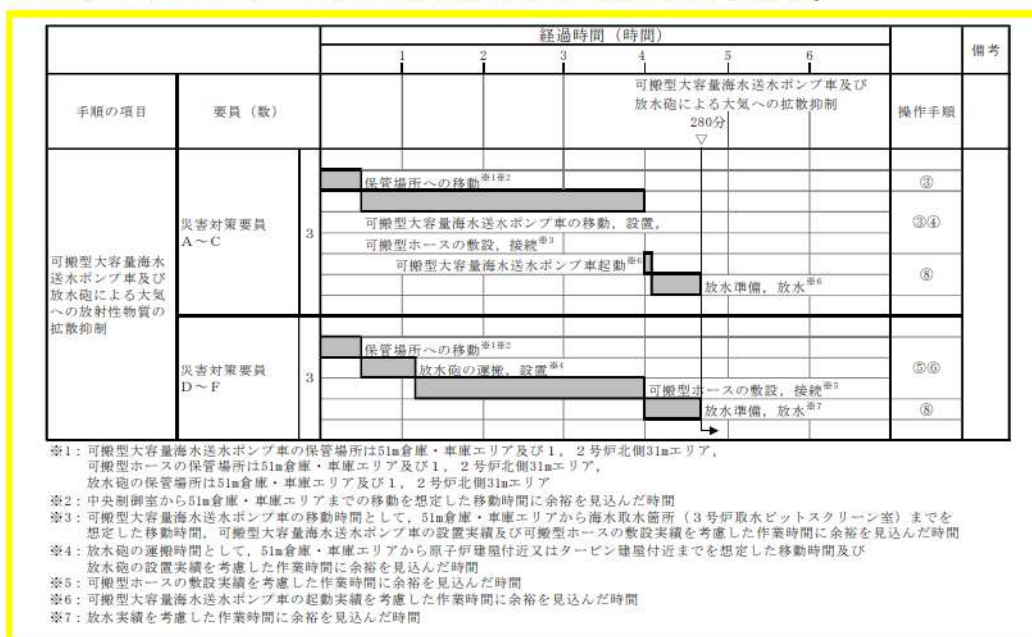 経過時間(時間)
備考
1 2 3 4 5 6
手順の項目
要員(数)
可搬型大容量海水送水ポンプ車及び
放水砲による大気への拡散抑制
280分
▽
操作手順
可搬型大容量海水
送水ポンプ車及び
放水砲による大気
への放射性物質の
拡散抑制
災害対策要員
A~C
3
保管場所への移動※1※2
③
可搬型大容量海水送水ポンプ車の移動,設置,
可搬型ホースの敷設,接続※3
③④
可搬型大容量海水送水ポンプ車起動※6
放水準備,放水※6
⑧
災害対策要員
D~F
3
保管場所への移動※1※2
放水砲の運搬,設置※4
⑤⑥
可搬型ホースの敷設,接続※5
放水準備,放水※7
⑧
※1:可搬型大容量海水送水ポンプ車の保管場所は51m倉庫・車庫エリア及び1,2号炉北側31mエリア,
可搬型ホースの保管場所は51m倉庫・車庫エリア及び1,2号炉北側31mエリア,
放水砲の保管場所は51m倉庫・車庫エリア及び1,2号炉北側31mエリア
※2:中央制御室から51m倉庫・車庫エリアまでの移動を想定した移動時間に余裕を見込んだ時間
※3:可搬型大容量海水送水ポンプ車の移動時間として,51m倉庫・車庫エリアから海水取水箇所(3号炉取水ピットスクリーン室)までを
想定した移動時間,可搬型大容量海水送水ポンプ車の設置実績及び可搬型ホースの敷設実績を考慮した作業時間に余裕を見込んだ時間
※4:放水砲の運搬時間として,51m倉庫・車庫エリアから原子炉建屋付近又はタービン建屋付近までを想定した移動時間及び
放水砲の設置実績を考慮した作業時間に余裕を見込んだ時間
※5:可搬型ホースの敷設実績を考慮した作業時間に余裕を見込んだ時間
※6:可搬型大容量海水送水ポンプ車の起動実績を考慮した作業時間に余裕を見込んだ時間
※7:放水実績を考慮した作業時間に余裕を見込んだ時間